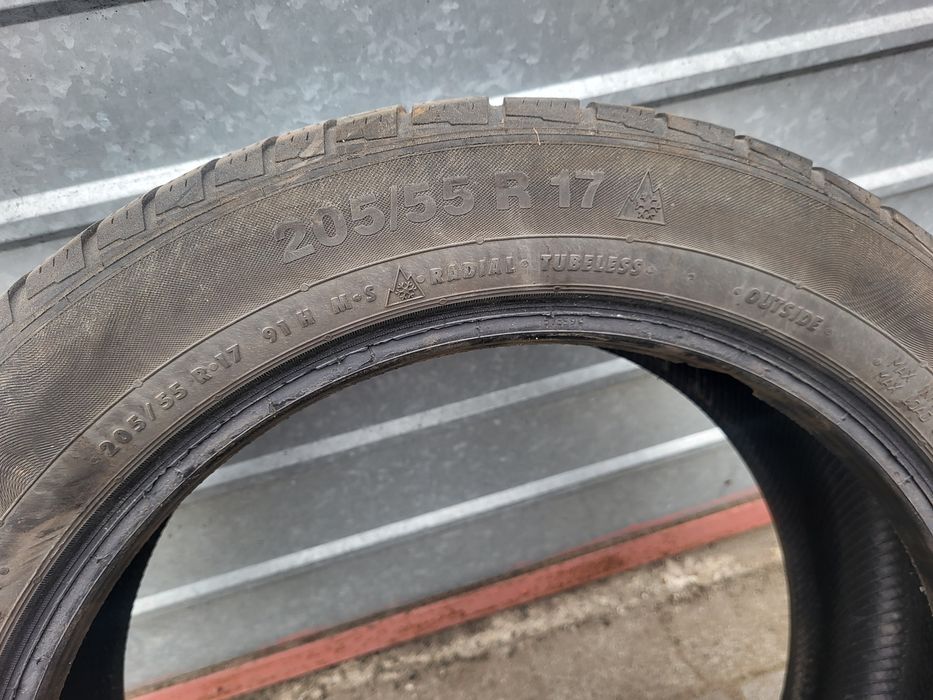 205/55 R 17
205/55 R•17 91 H M•S • RADIAL • TUBELESS •
• OUTSIDE •